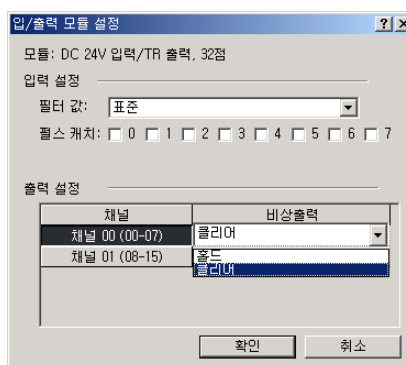 입/출력 모듈 설정
모듈: DC 24V 입력/TR 출력, 32점
입력 설정
필터 값: 표준
펄스 캐치: 0 1 2 3 4 5 6 7
출력 설정
채널 비상출력
채널 00 (00-07) 클리어
채널 01 (08-15) 홀드
클리어
확인 취소